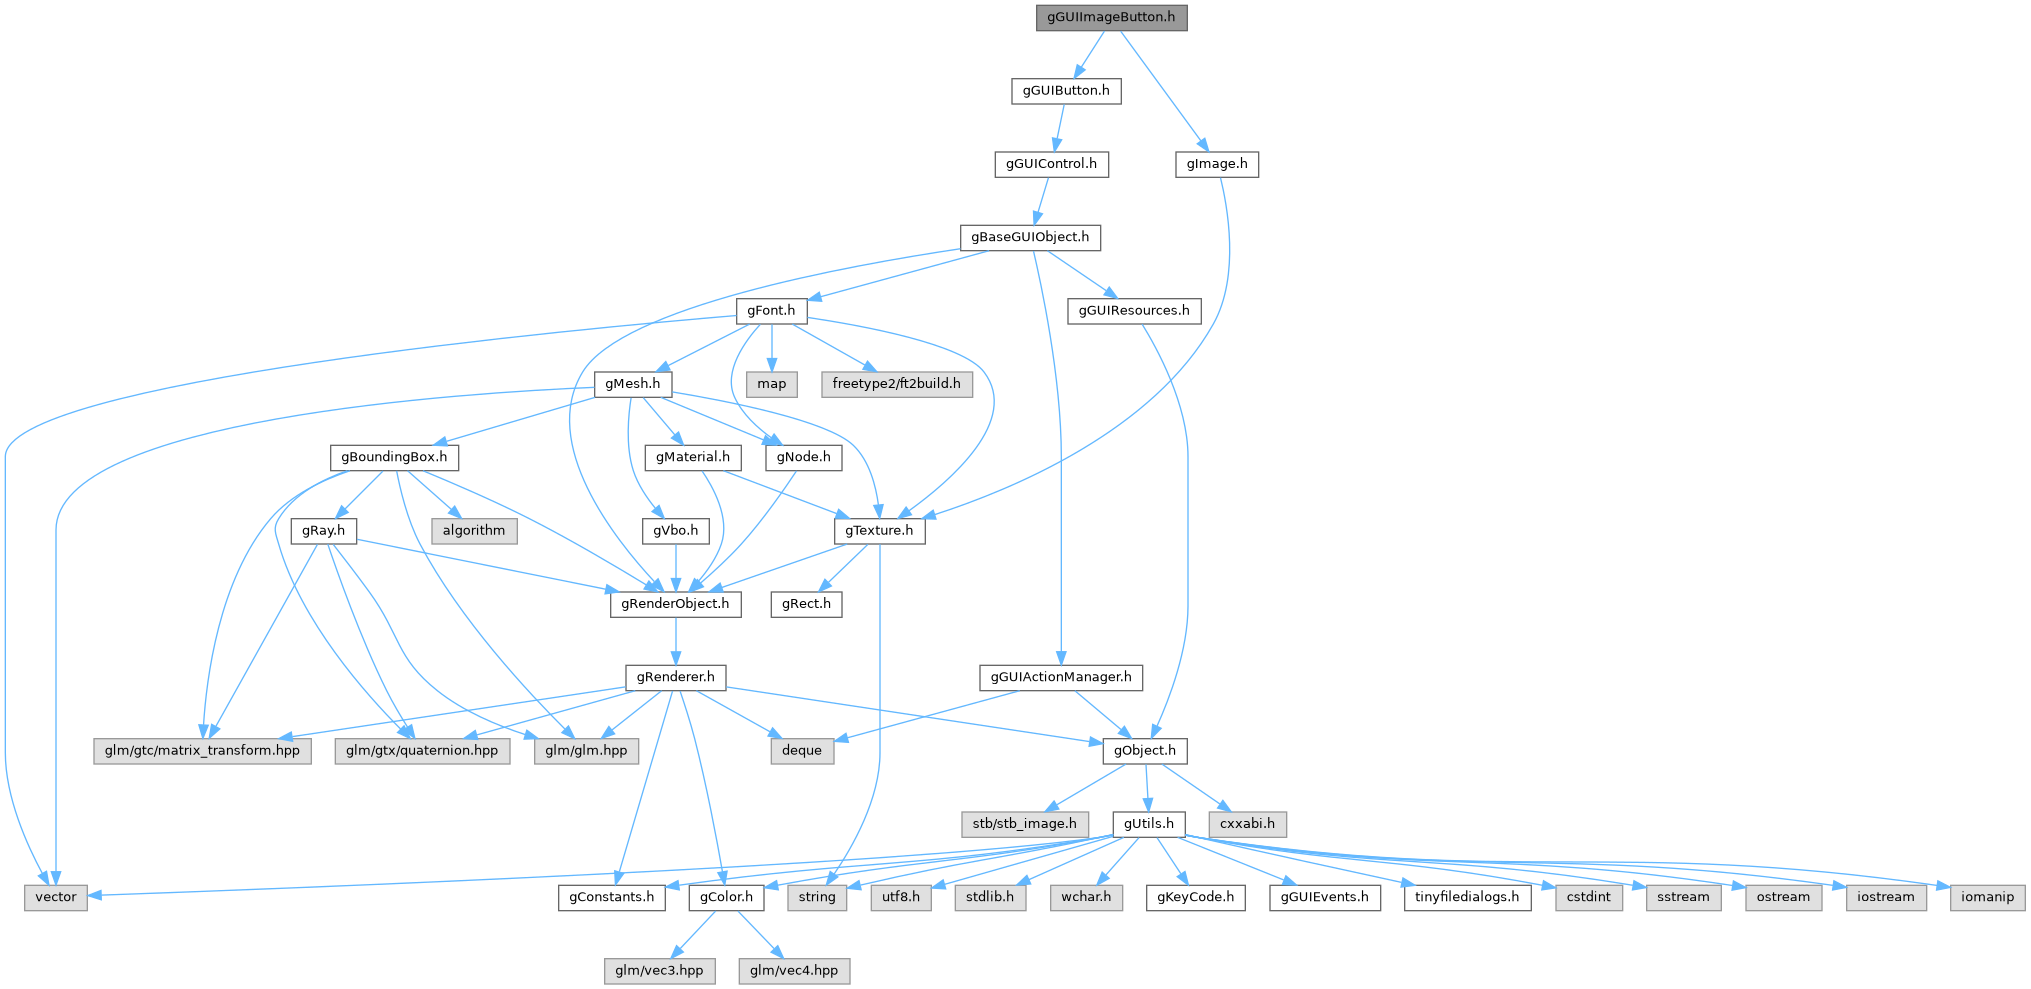 gGUIImageButton.h
gGUIButton.h
gGUIControl.h
gImage.h
gBaseGUIObject.h
gFont.h
gGUIResources.h
gMesh.h
map
freetype2/ft2build.h
gBoundingBox.h
gMaterial.h
gNode.h
gRay.h
algorithm
gVbo.h
gTexture.h
gRenderObject.h
gRect.h
gRenderer.h
gGUIActionManager.h
glm/gtc/matrix_transform.hpp
glm/gtx/quaternion.hpp
glm/glm.hpp
deque
gObject.h
stb/stb_image.h
gUtils.h
cxxabi.h
vector
gConstants.h
gColor.h
string
utf8.h
stdlib.h
wchar.h
gKeyCode.h
gGUIEvents.h
tinyfiledialogs.h
cstdint
sstream
ostream
iostream
iomanip
glm/vec3.hpp
glm/vec4.hpp